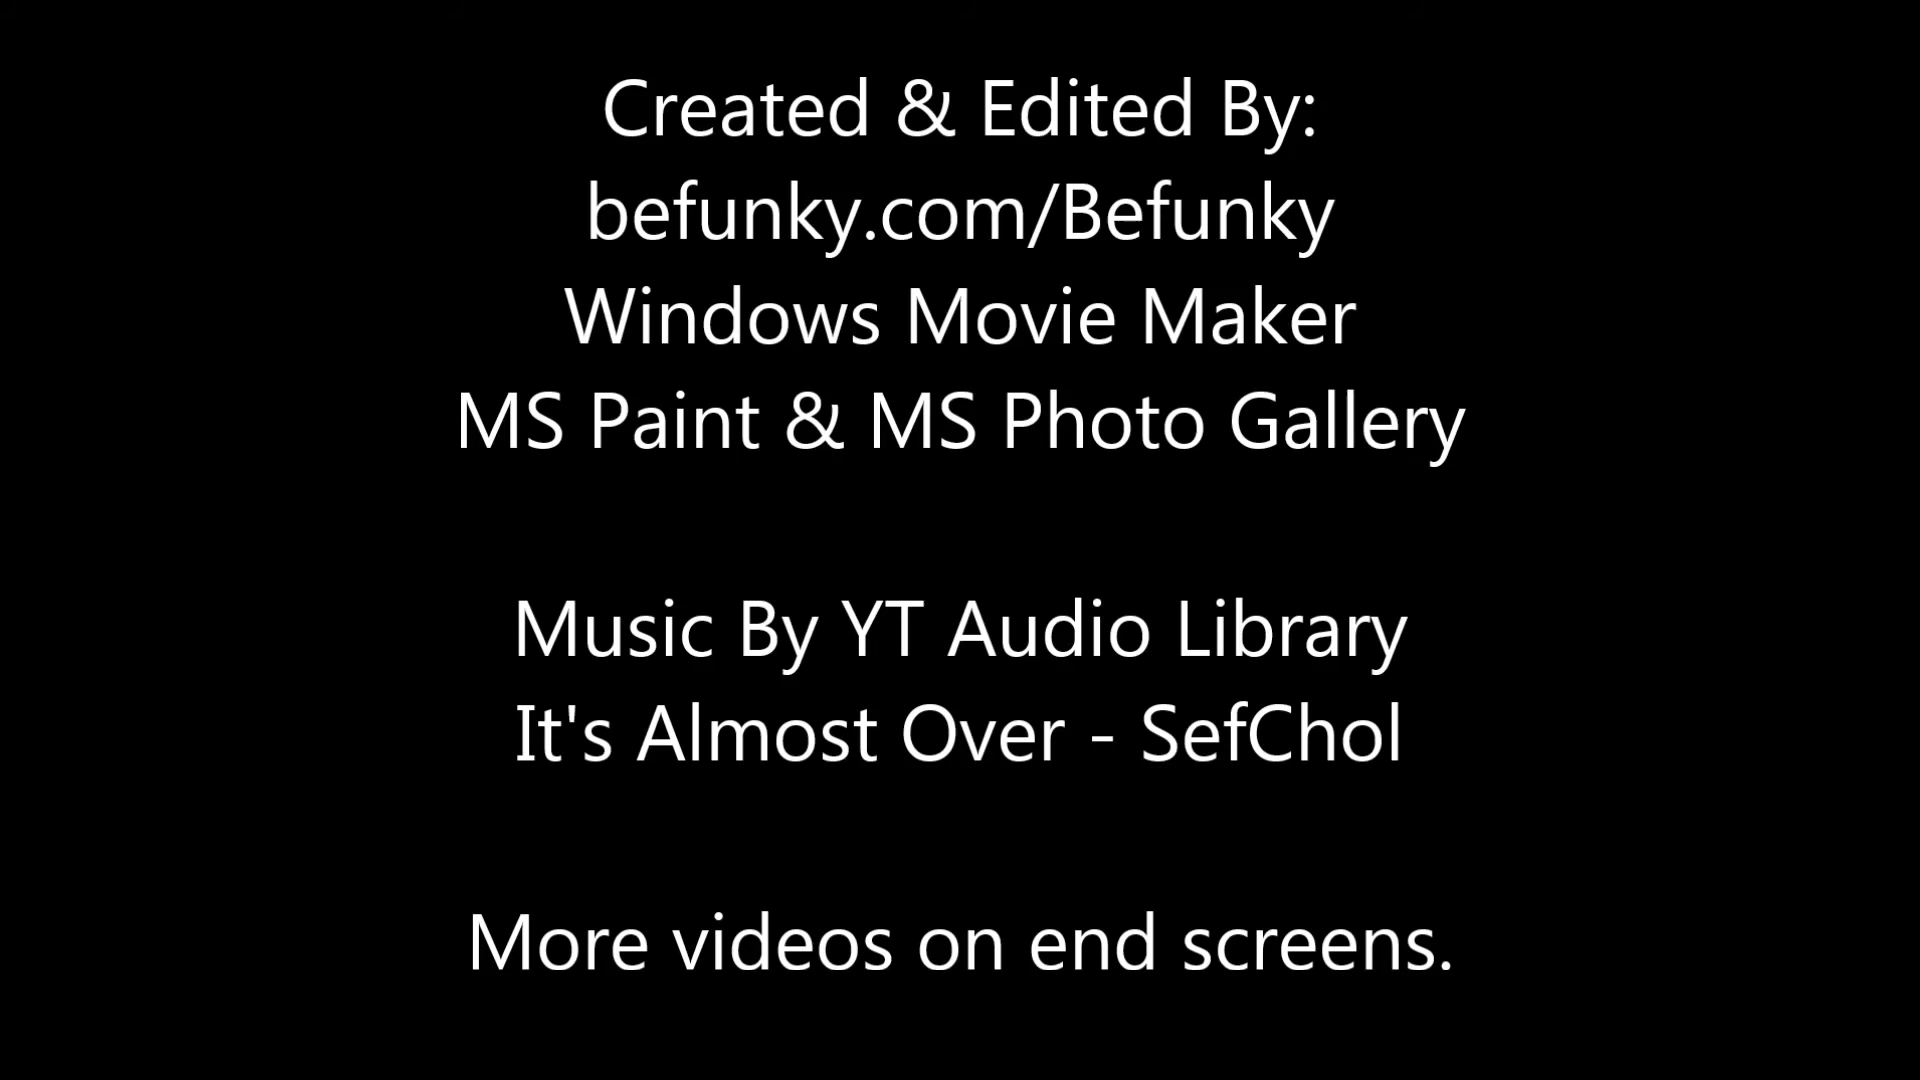 Created & Edited By:
befunky.com/Befunky
Windows Movie Maker
MS Paint & MS Photo Gallery
Music By YT Audio Library
It's Almost Over - SefChol
More videos on end screens.